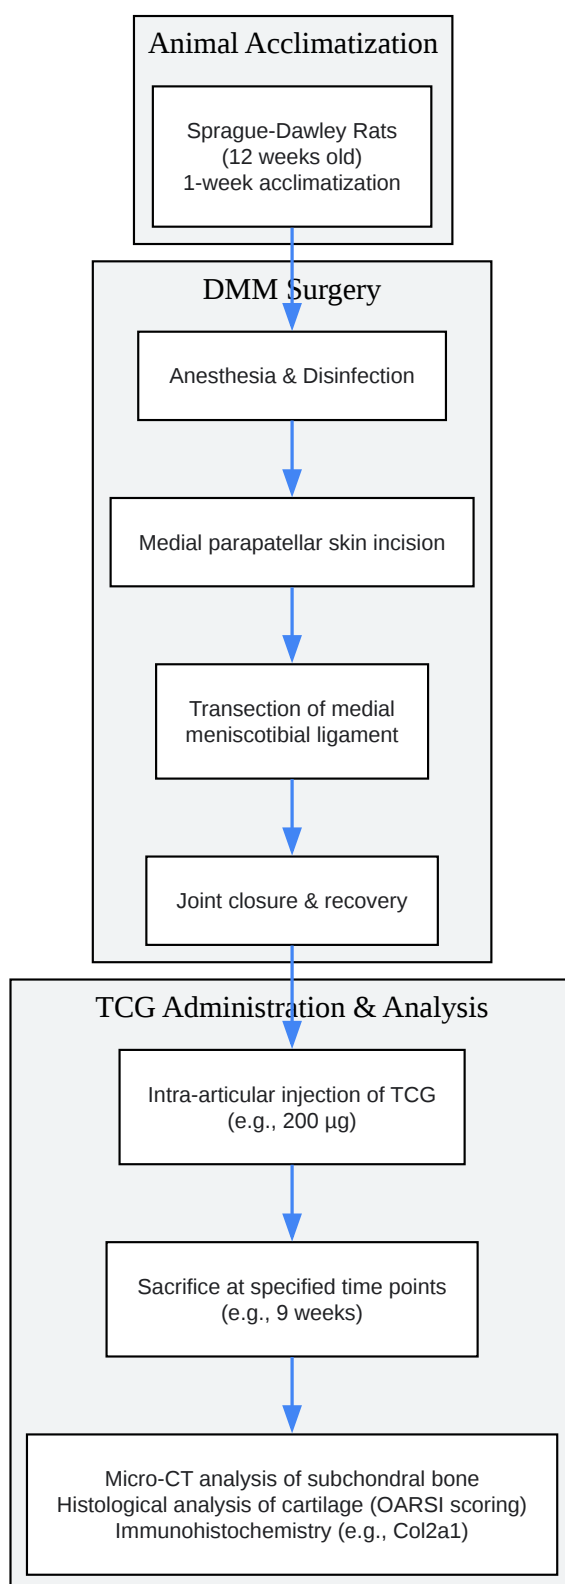 Animal Acclimatization
Sprague-Dawley Rats
(12 weeks old)
1-week acclimatization
DMM Surgery
Anesthesia & Disinfection
Medial parapatellar skin incision
Transection of medial
meniscotibial ligament
Joint closure & recovery
TCG Administration & Analysis
Intra-articular injection of TCG
(e.g., 200 µg)
Sacrifice at specified time points
(e.g., 9 weeks)
Micro-CT analysis of subchondral bone
Histological analysis of cartilage (OARSI scoring)
Immunohistochemistry (e.g., Col2a1)